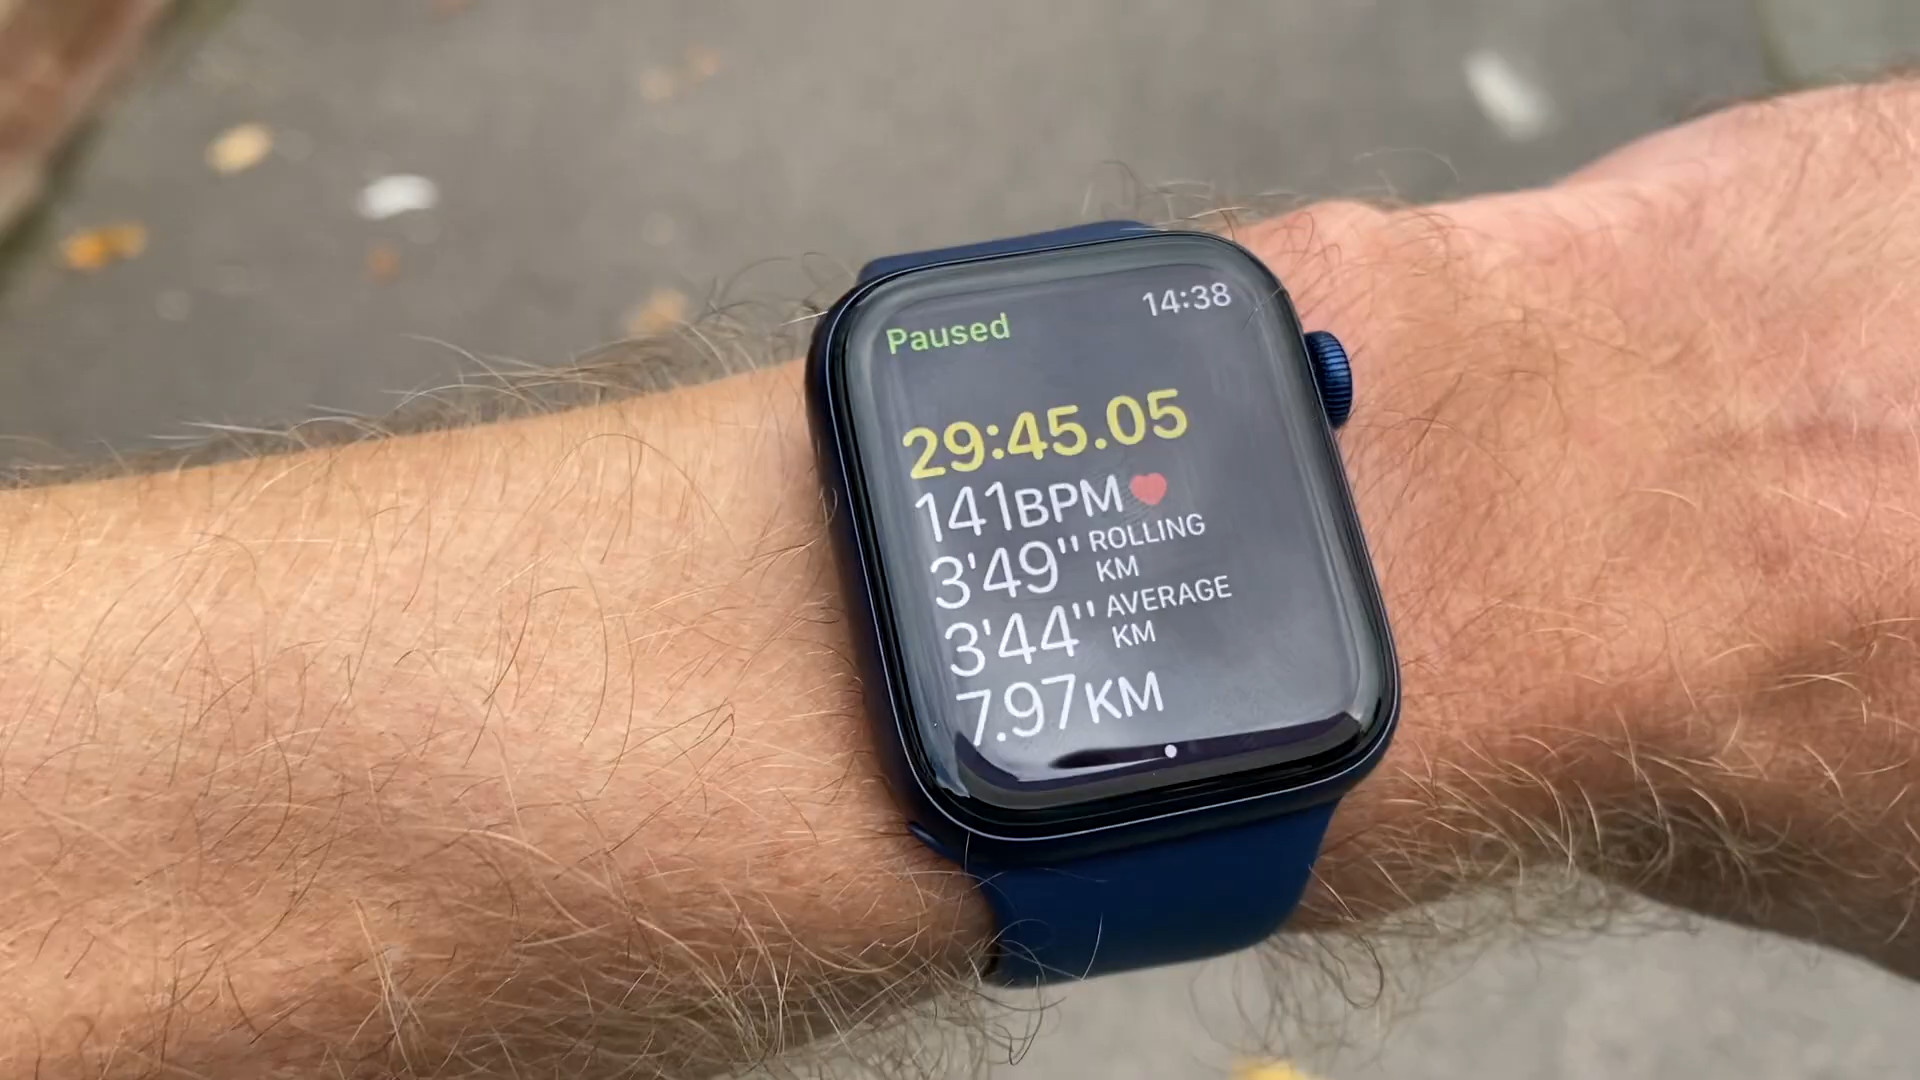 14:38
Paused
29:45.05
141BPM
3'49'' ROLLING
KM
3'44'' AVERAGE
KM
7.97KM